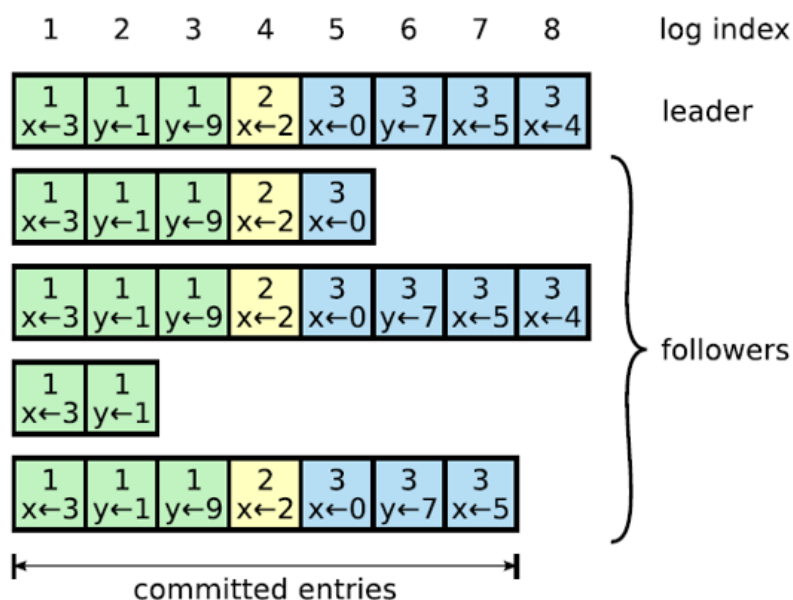 1 2 3 4 5 6 7 8 log index
1 1 1 2 3 3 3 3
x←3 y←1 y←9 x←2 x←0 y←7 x←5 x←4
leader
1 1 1 2 3
x←3 y←1 y←9 x←2 x←0
1 1 1 2 3 3 3 3
x←3 y←1 y←9 x←2 x←0 y←7 x←5 x←4
followers
1 1
x←3 y←1
1 1 1 2 3 3 3
x←3 y←1 y←9 x←2 x←0 y←7 x←5
committed entries